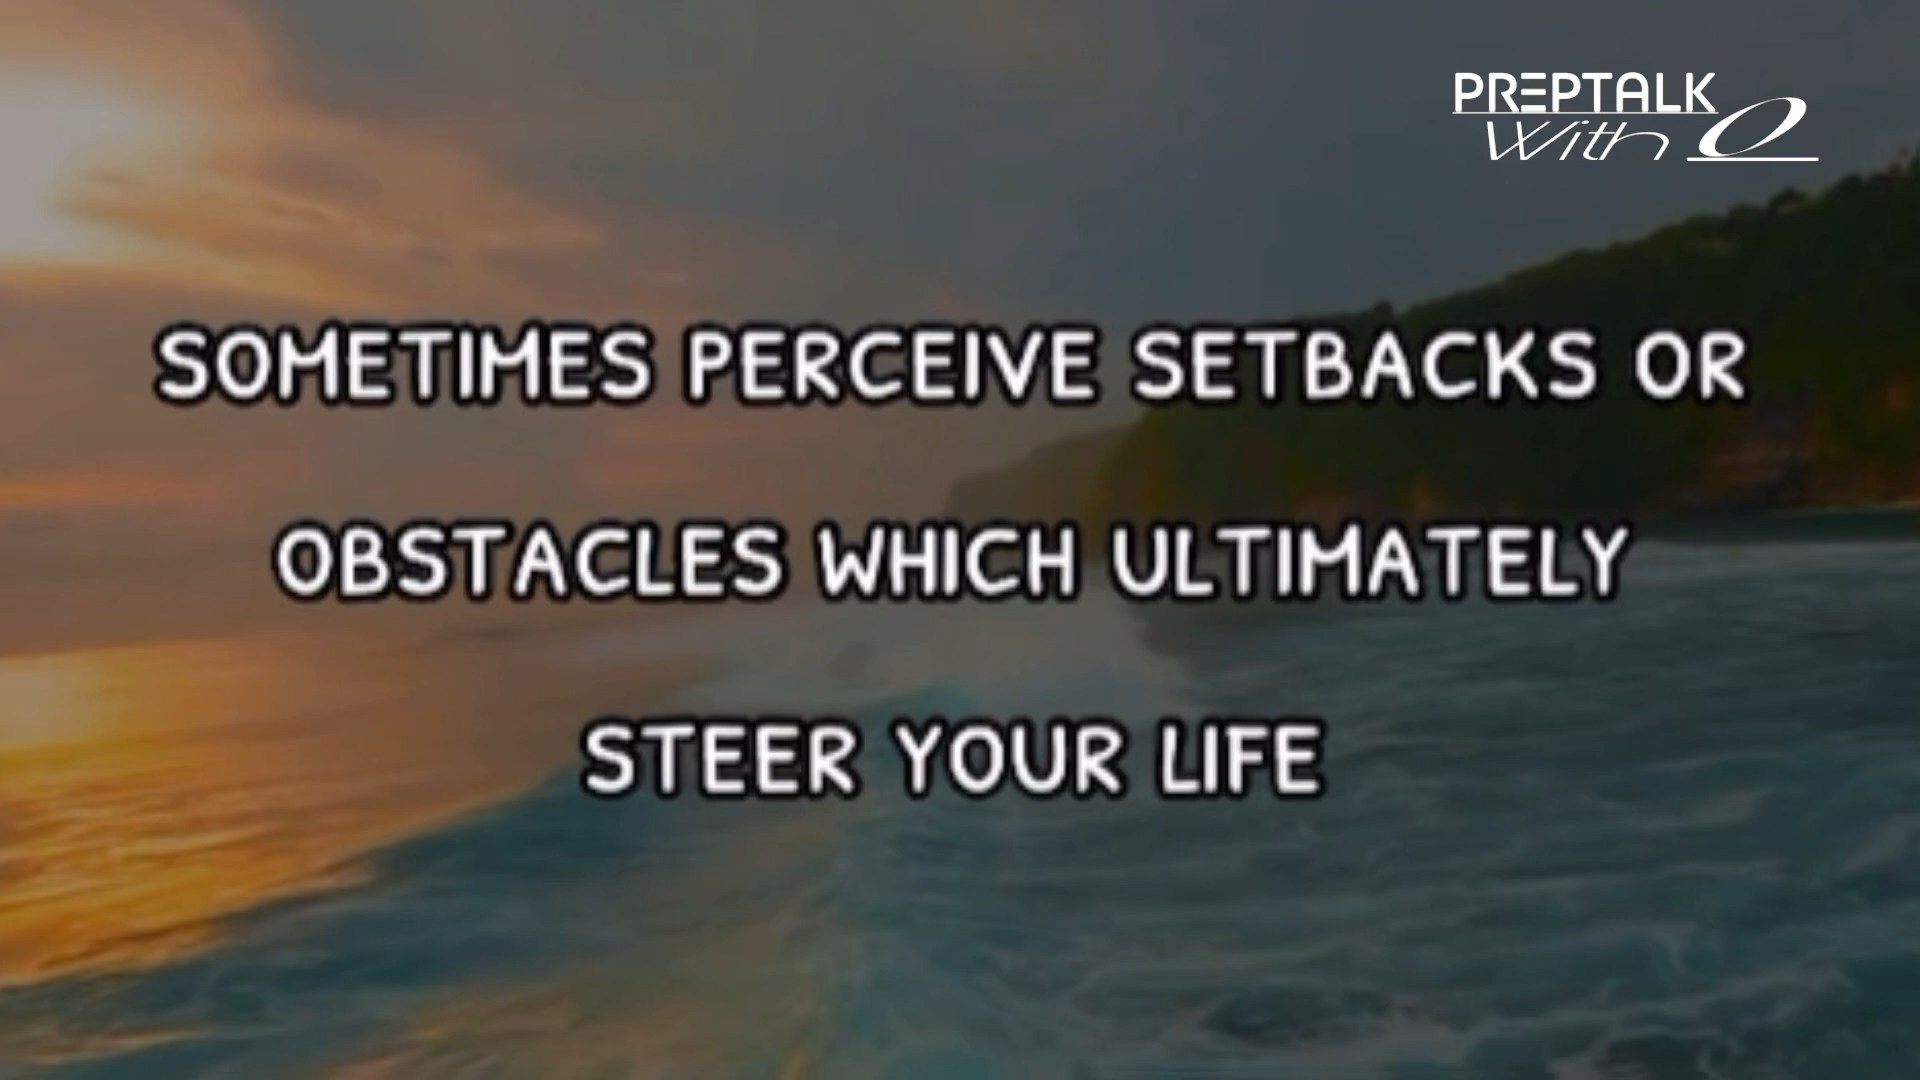 PREPTALK
With
SOMETIMES PERCEIVE SETBACKS OR
OBSTACLES WHICH ULTIMATELY
STEER YOUR LIFE